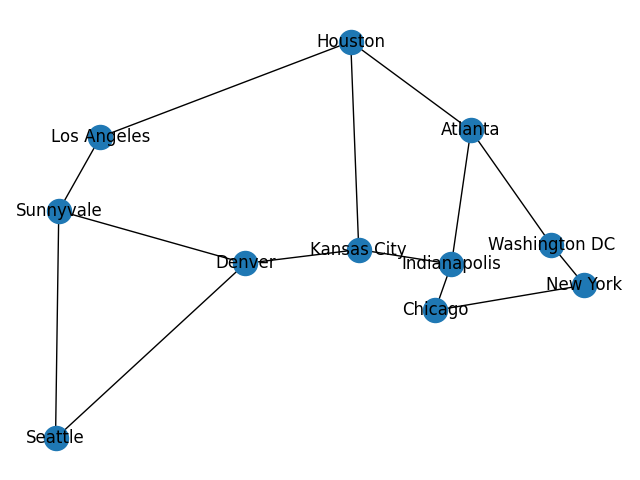 Houston
Atlanta
Los Angeles
Sunnyvale
Washington DC
Kansas City
Denver
Indianapolis
New York
Chicago
Seattle